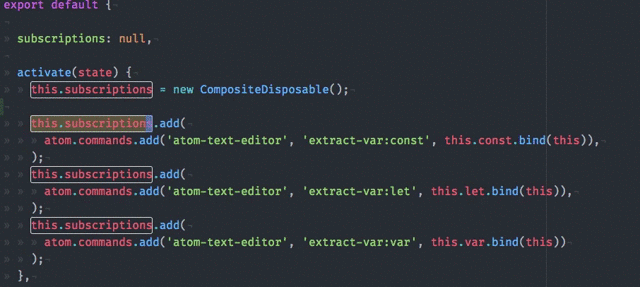 export default {
subscriptions: null,
activate(state) {
this.subscriptions = new CompositeDisposable();
this.subscriptions.add(
atom.commands.add('atom-text-editor', 'extract-var:const', this.const.bind(this)),
);
this.subscriptions.add(
atom.commands.add('atom-text-editor', 'extract-var:let', this.let.bind(this)),
);
this.subscriptions.add(
atom.commands.add('atom-text-editor', 'extract-var:var', this.var.bind(this))
);
},